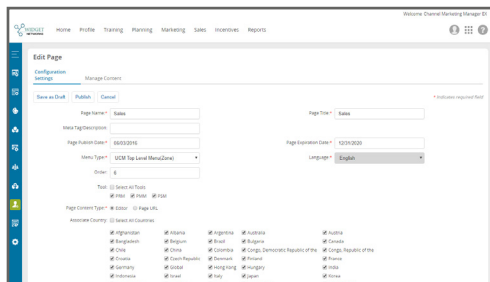 Welcome: Channel Marketing Manager EN
Home Profile Training Planning Marketing Sales Incentives Reports
Edit Page
Configuration Settings
Manage Content
Save as Draft Publish Cancel
* Indicates required field
Page Name:* Sales Page Title * Sales
Meta Tag/Description:
Page Publish Date * 06/03/2016 Page Expiration Date * 12/31/2020
Menu Type * UCM Top Level Menu(Zone) Language * English
Order: 8
Tool: Select All Tools
PRM PMM PSM
Page Content Type:* Editor Page URL
Associate Country: Select All Countries
Afghanistan Albania Argentina Australia Austria
Bangladesh Belgium Brazil Bulgaria Canada
Chile China Colombia Congo, Democratic Republic of the Congo, Republic of the
Croatia Czech Republic Denmark Finland France
Germany Global Hong Kong Hungary India
Indonesia Israel Italy Japan Korea